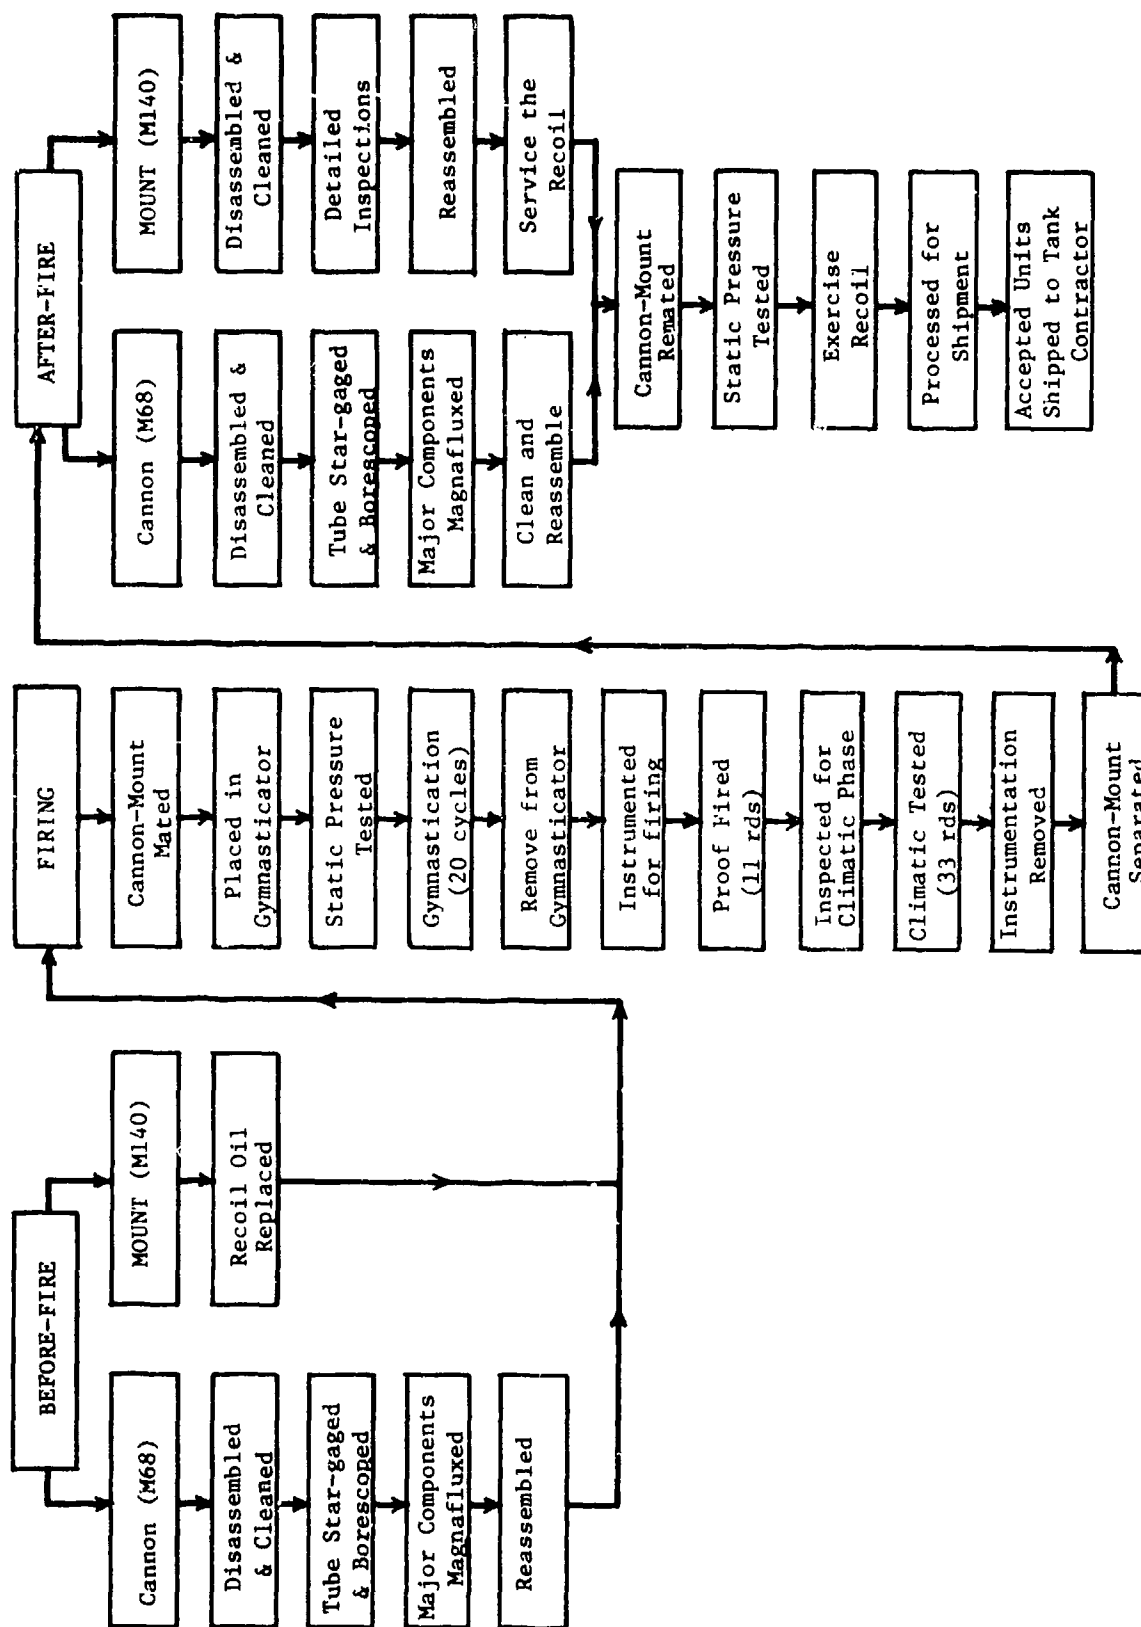 BEFORE-FIRE
Cannon (M68)
Disassembled
& Cleaned
Tube Star-gaged
& Borescoped
Major Components
Magnafluxed
Reassembled
MOUNT (M140)
Recoil Oil
Replaced
FIRING
Cannon-Mount
Mated
Placed in
Gymnasticator
Static Pressure
Tested
Gymnastication
(20 cycles)
Remove from
Gymnasticator
Instrumented
for firing
Proof Fired
(11 rds)
Inspected for
Climatic Phase
Climatic Tested
(33 rds)
Instrumentation
Removed
Cannon-Mount
Separated
AFTER-FIRE
Cannon (M68)
Disassembled &
Cleaned
Tube Star-gaged
& Borescoped
Major Components
Magnafluxed
Clean and
Reassemble
MOUNT (M140)
Disassembled &
Cleaned
Detailed
Inspections
Reassembled
Service the
Recoil
Cannon-Mount
Remated
Static Pressure
Tested
Exercise
Recoil
Processed for
Shipment
Accepted Units
Shipped to Tank
Contractor